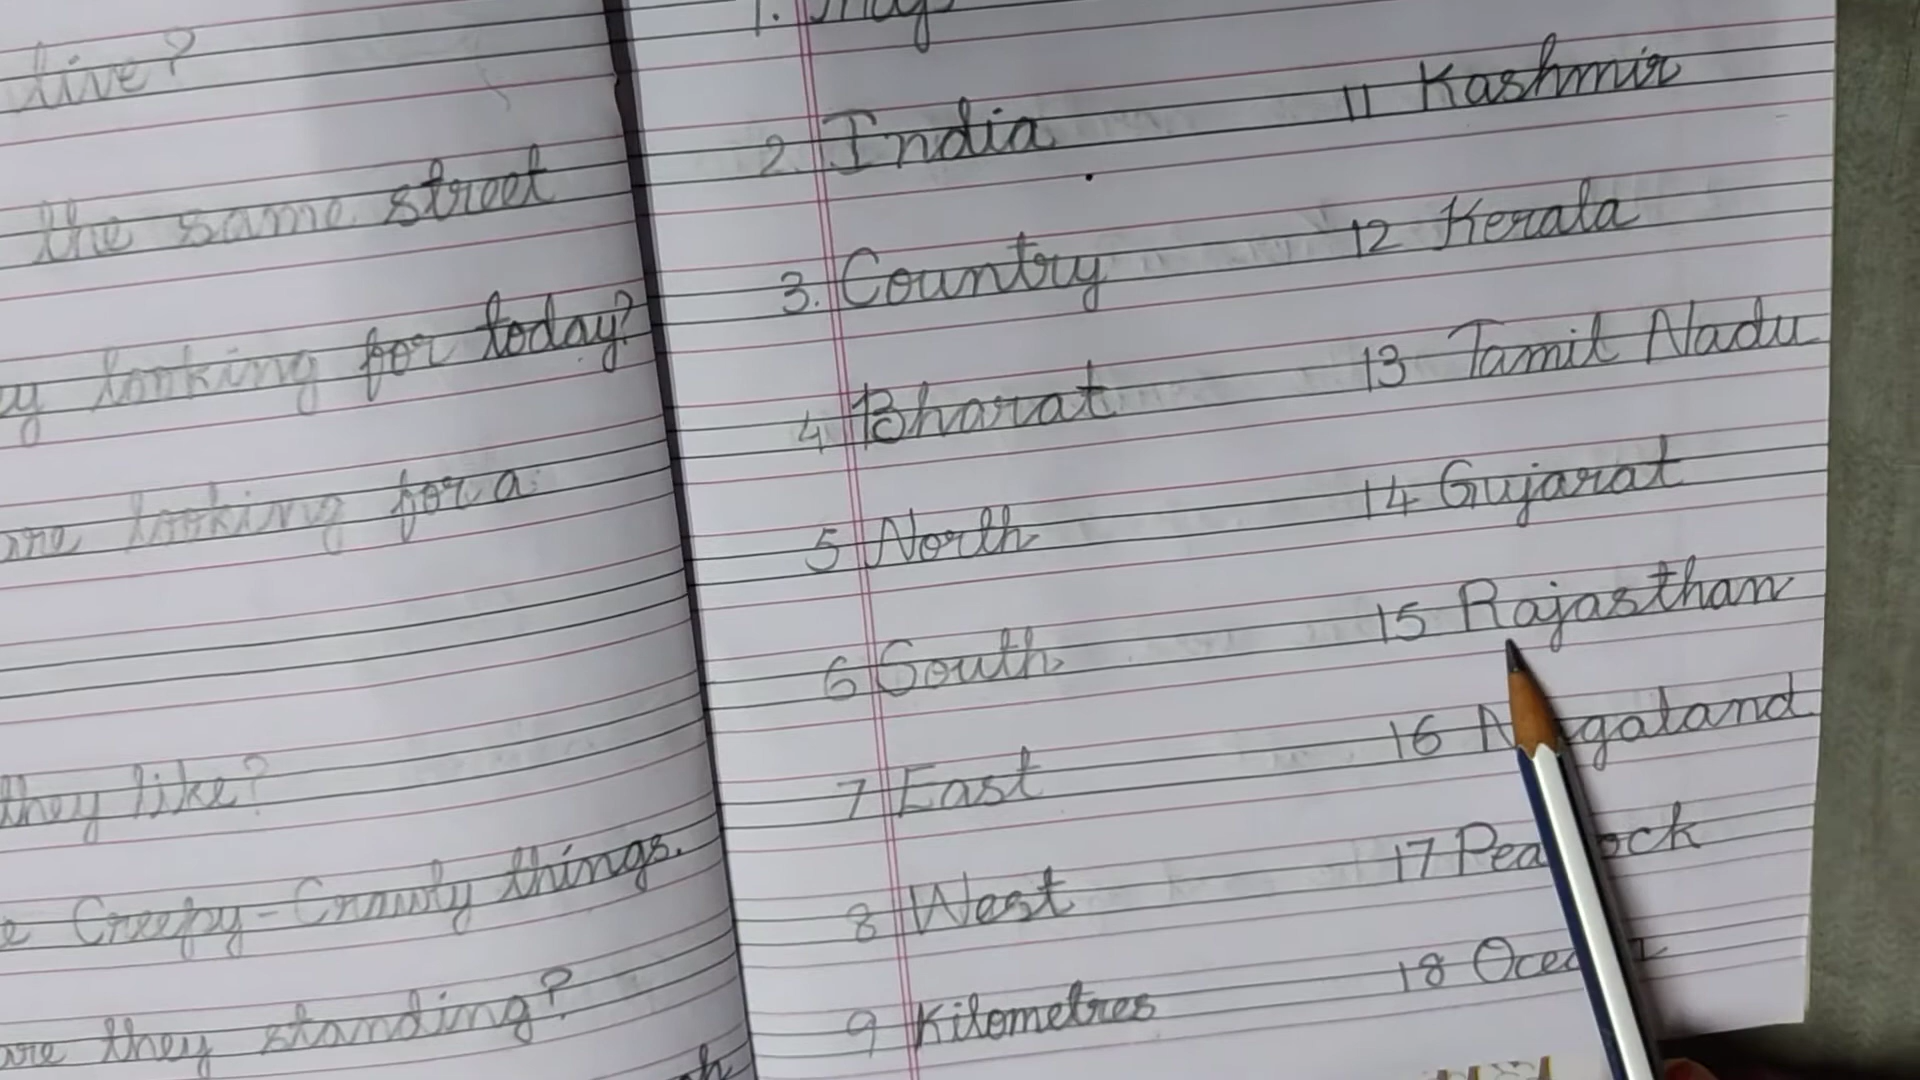 live?
the same street
looking for today?
looking for a
they like?
Creepy-Crawly things.
they standing?
1.
2. India
3. Country
4 Bharat
5 North
6 South
7 East
8 West
9 Kilometres
11 Kashmir
12 Kerala
13 Tamil Nadu
14 Gujarat
15 Rajasthan
16
17
18